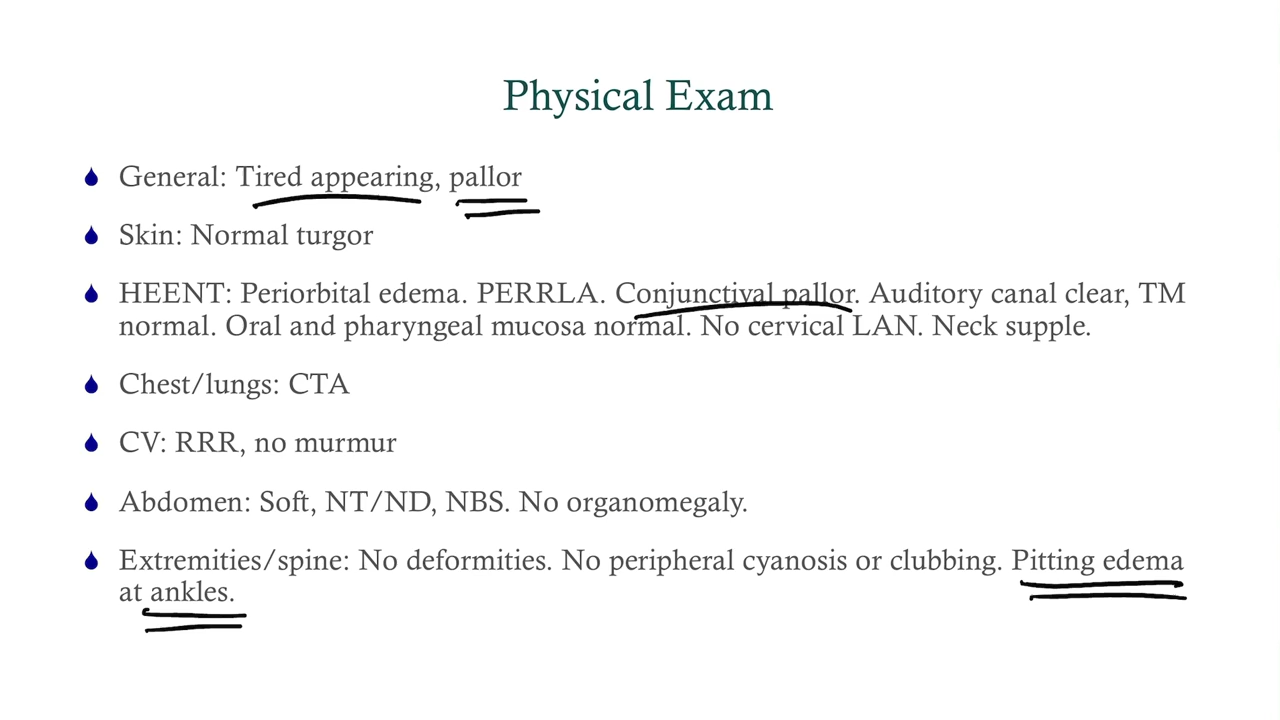 Physical Exam
General: Tired appearing, pallor
Skin: Normal turgor
HEENT: Periorbital edema. PERRLA. Conjunctival pallor. Auditory canal clear, TM
normal. Oral and pharyngeal mucosa normal. No cervical LAN. Neck supple.
Chest/lungs: CTA
CV: RRR, no murmur
Abdomen: Soft, NT/ND, NBS. No organomegaly.
Extremities/spine: No deformities. No peripheral cyanosis or clubbing. Pitting edema
at ankles.